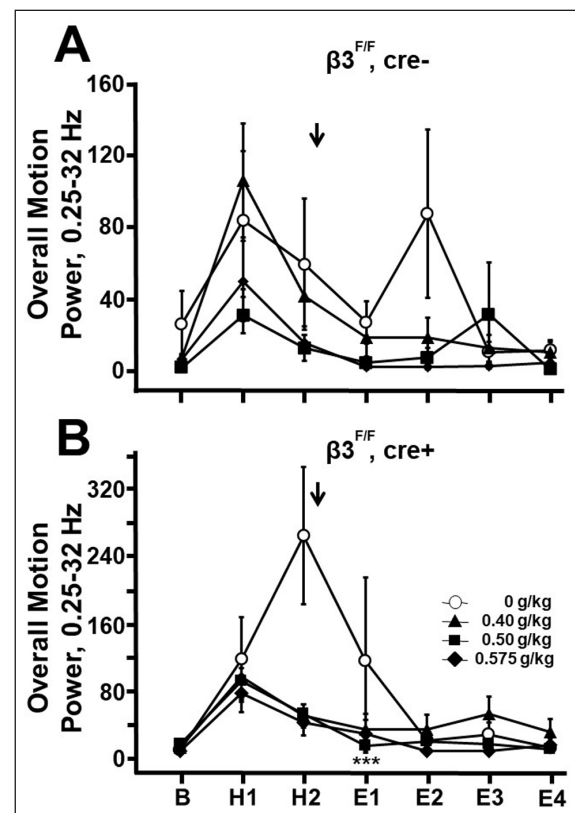 A
β3F/F, cre-
Overall Motion
Power, 0.25-32 Hz
160
120
80
40
0
B
β3F/F, cre+
Overall Motion
Power, 0.25-32 Hz
320
240
160
80
0
0 g/kg
0.40 g/kg
0.50 g/kg
0.575 g/kg
***
B H1 H2 E1 E2 E3 E4